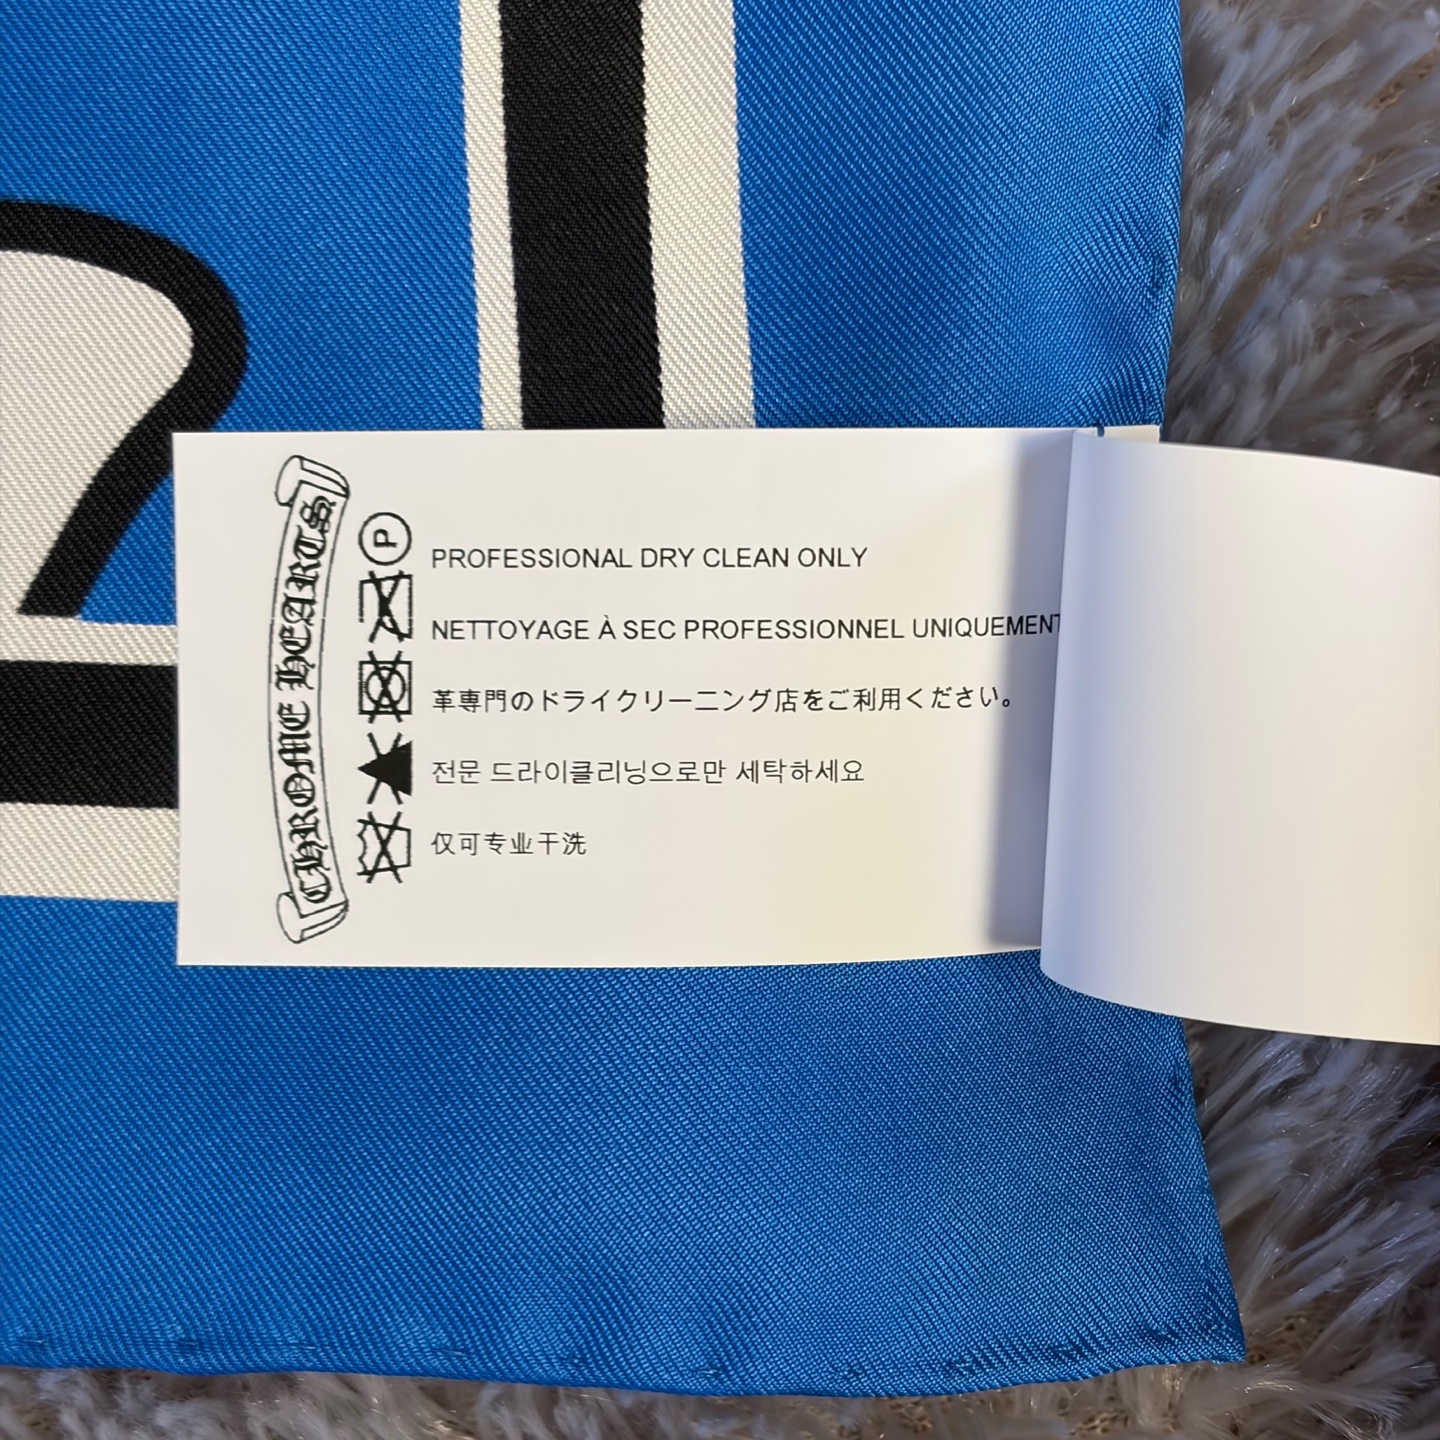 CHROME HEARTS
P
PROFESSIONAL DRY CLEAN ONLY
NETTOYAGE À SEC PROFESSIONNEL UNIQUEMENT
革専門のドライクリーニング店をご利用ください。
전문 드라이클리닝으로만 세탁하세요
仅可专业干洗